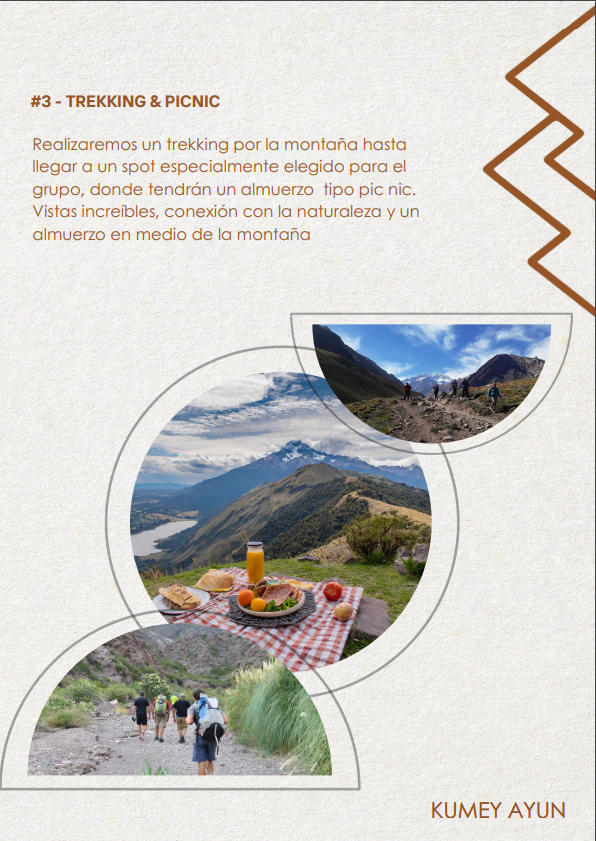 #3 - TREKKING & PICNIC
Realizaremos un trekking por la montaña hasta
llegar a un spot especialmente elegido para el
grupo, donde tendrán un almuerzo  tipo pic nic.
Vistas increíbles, conexión con la naturaleza y un
almuerzo en medio de la montaña
KUMEY AYUN